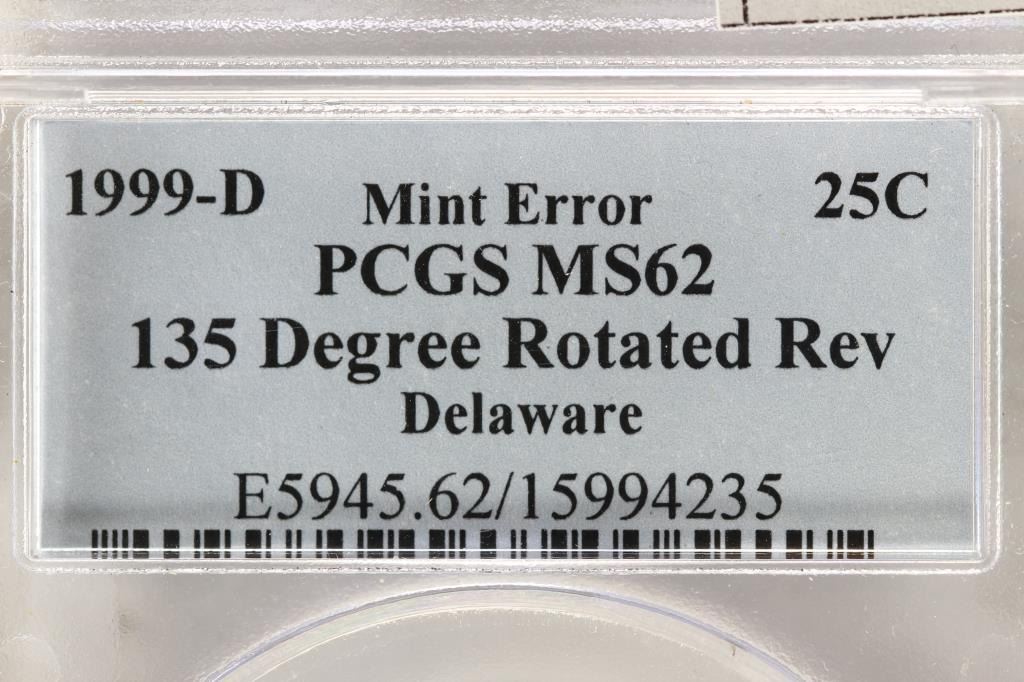 1999-D Mint Error 25C
PCGS MS62
135 Degree Rotated Rev
Delaware
E5945.62/15994235